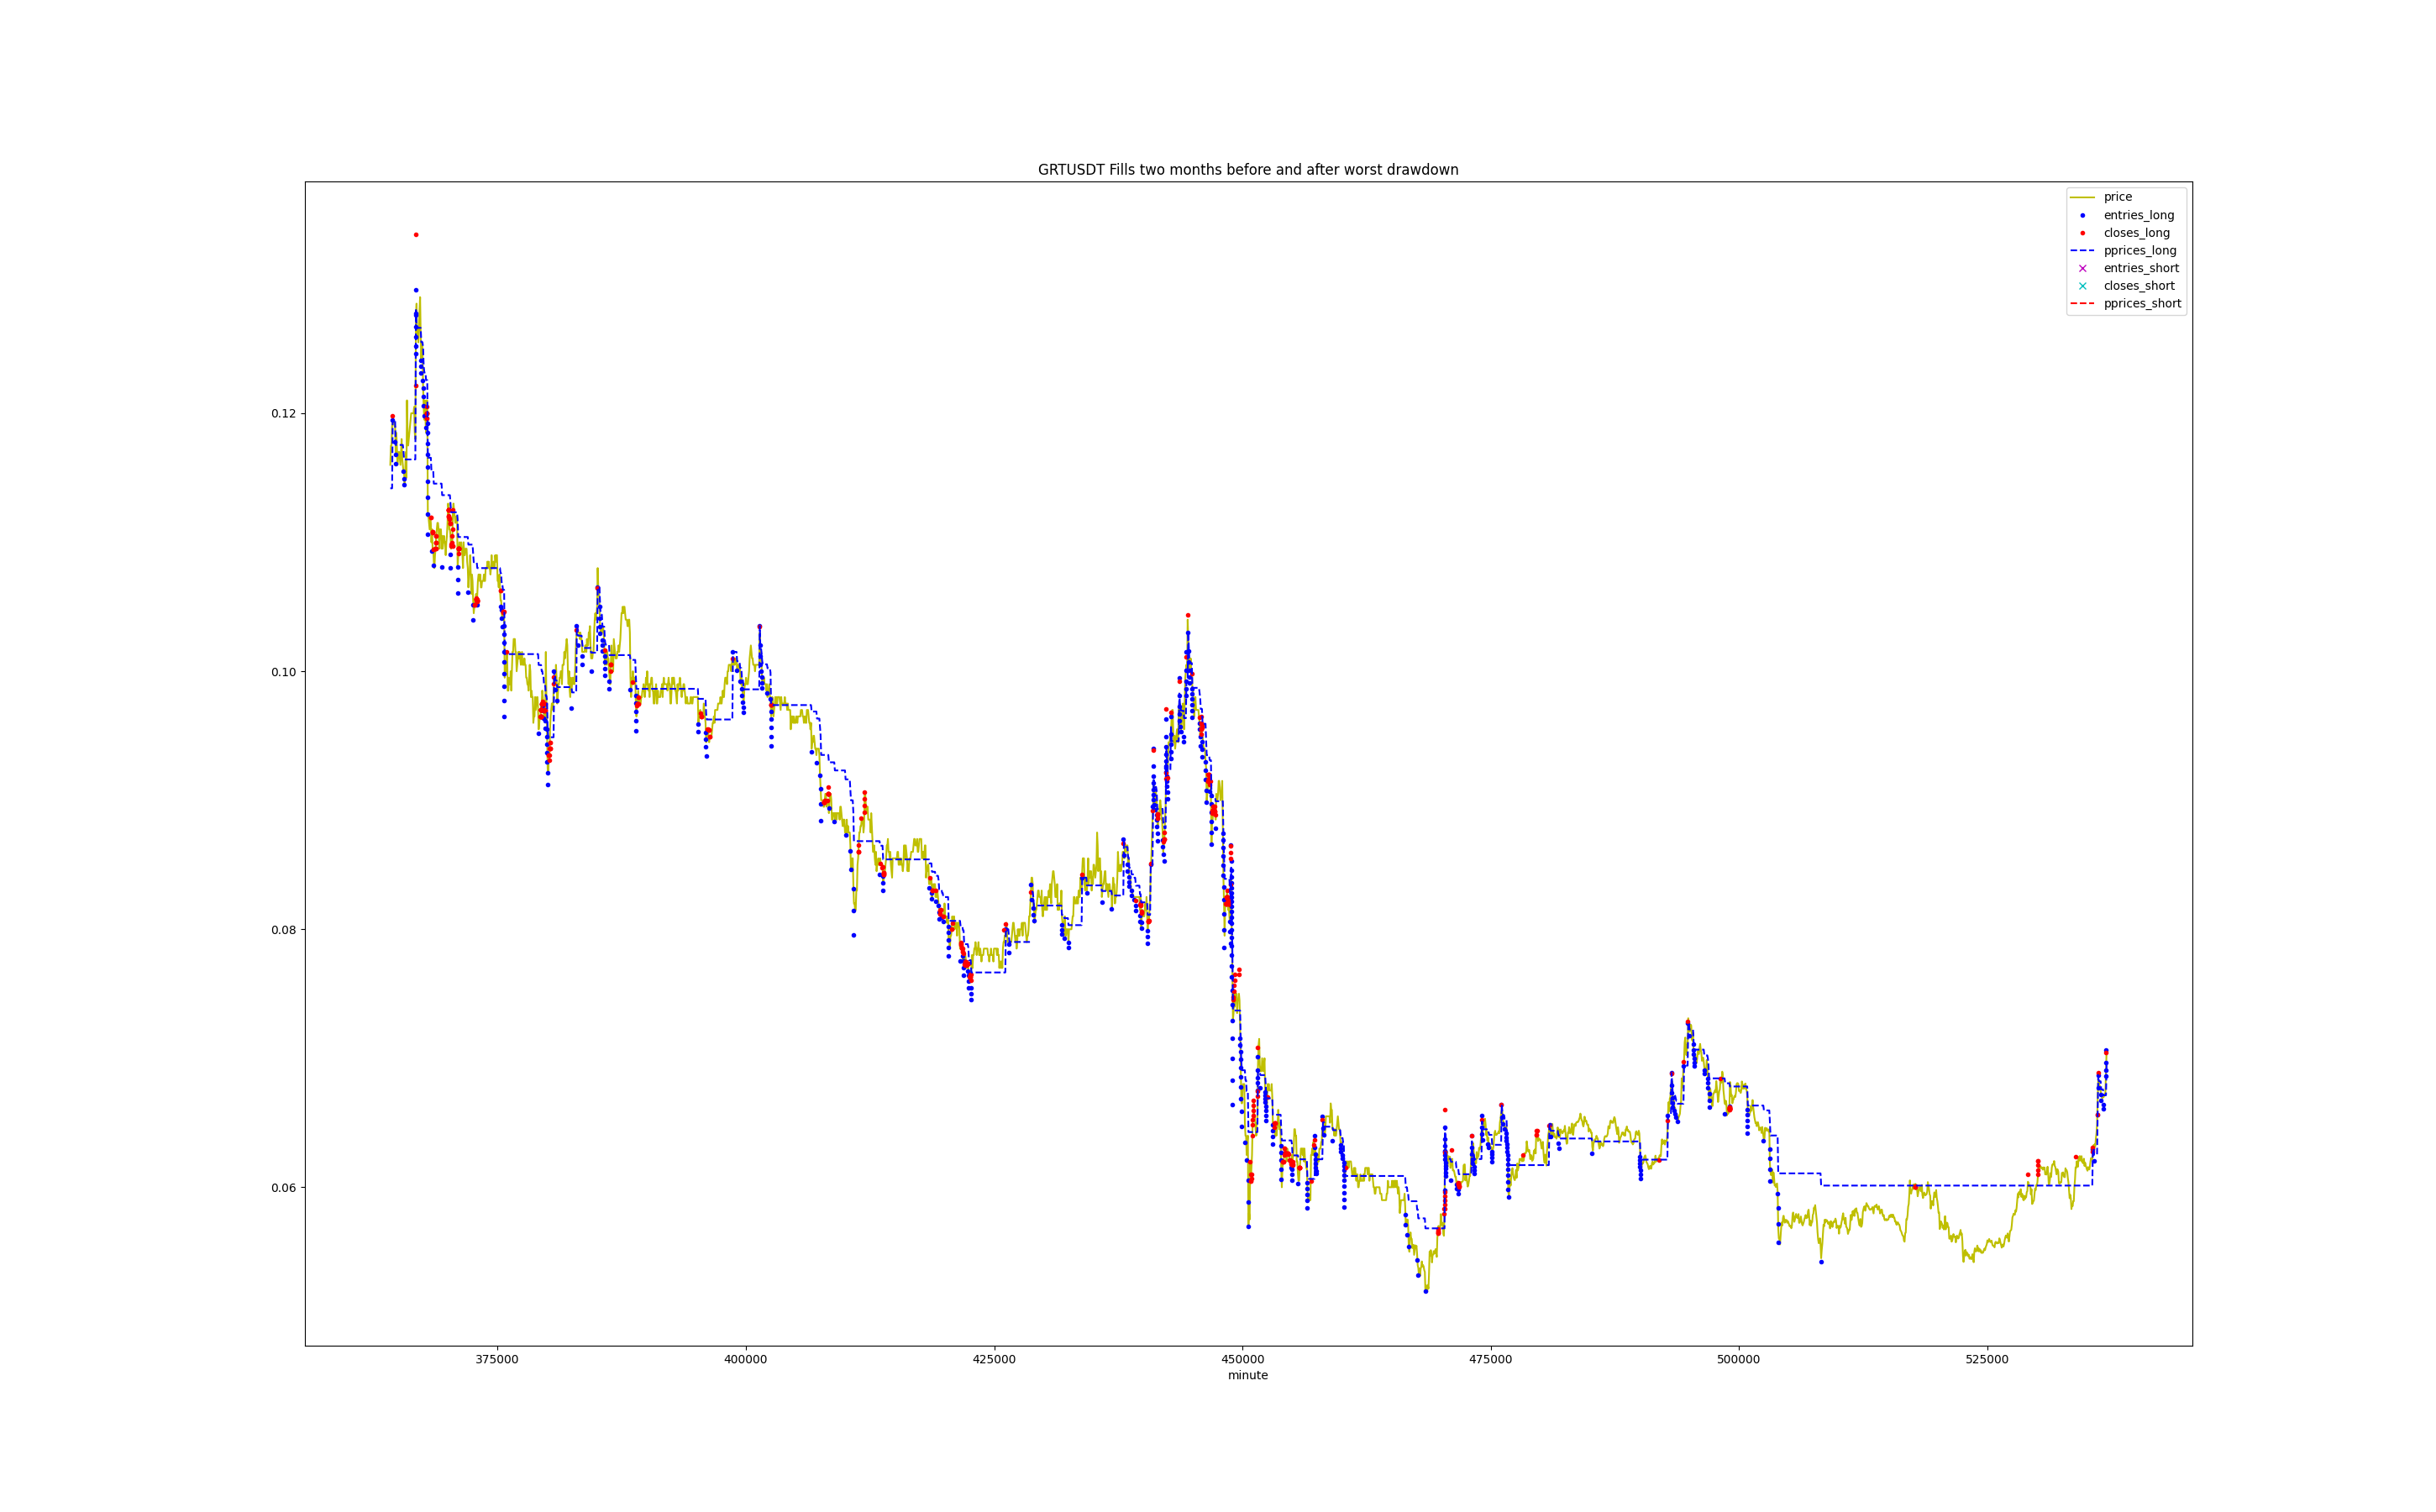 GRTUSDT Fills two months before and after worst drawdown
price
entries_long
closes_long
pprices_long
entries_short
closes_short
pprices_short
0.12
0.10
0.08
0.06
375000
400000
425000
450000
475000
500000
525000
minute